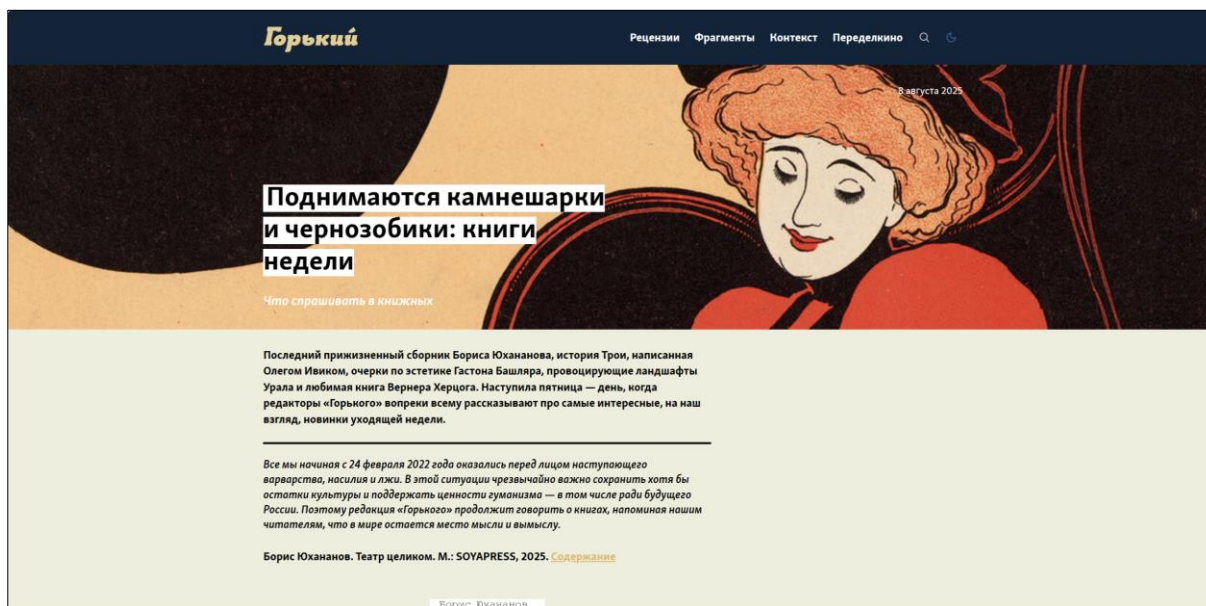 Горький
Рецензии Фрагменты Контекст Переделкино
8 августа 2025
Поднимаются камнешарки
и чернозобики: книги
недели
Что спрашивать в книжных
Последний прижизненный сборник Бориса Юхананова, история Трои, написанная
Олегом Ивиком, очерки по эстетике Гастона Башляра, провоцирующие ландшафты
Урала и любимая книга Вернера Херцога. Наступила пятница — день, когда
редакторы «Горького» вопреки всему рассказывают про самые интересные, на наш
взгляд, новинки уходящей недели.
Все мы начиная с 24 февраля 2022 года оказались перед лицом наступающего
варварства, насилия и лжи. В этой ситуации чрезвычайно важно сохранить хотя бы
остатки культуры и поддержать ценности гуманизма — в том числе ради будущего
России. Поэтому редакция «Горького» продолжит говорить о книгах, напоминая нашим
читателям, что в мире остается место мысли и вымыслу.
Борис Юхананов. Театр целиком. М.: SOYAPRESS, 2025. Содержание
Борис Юхананов